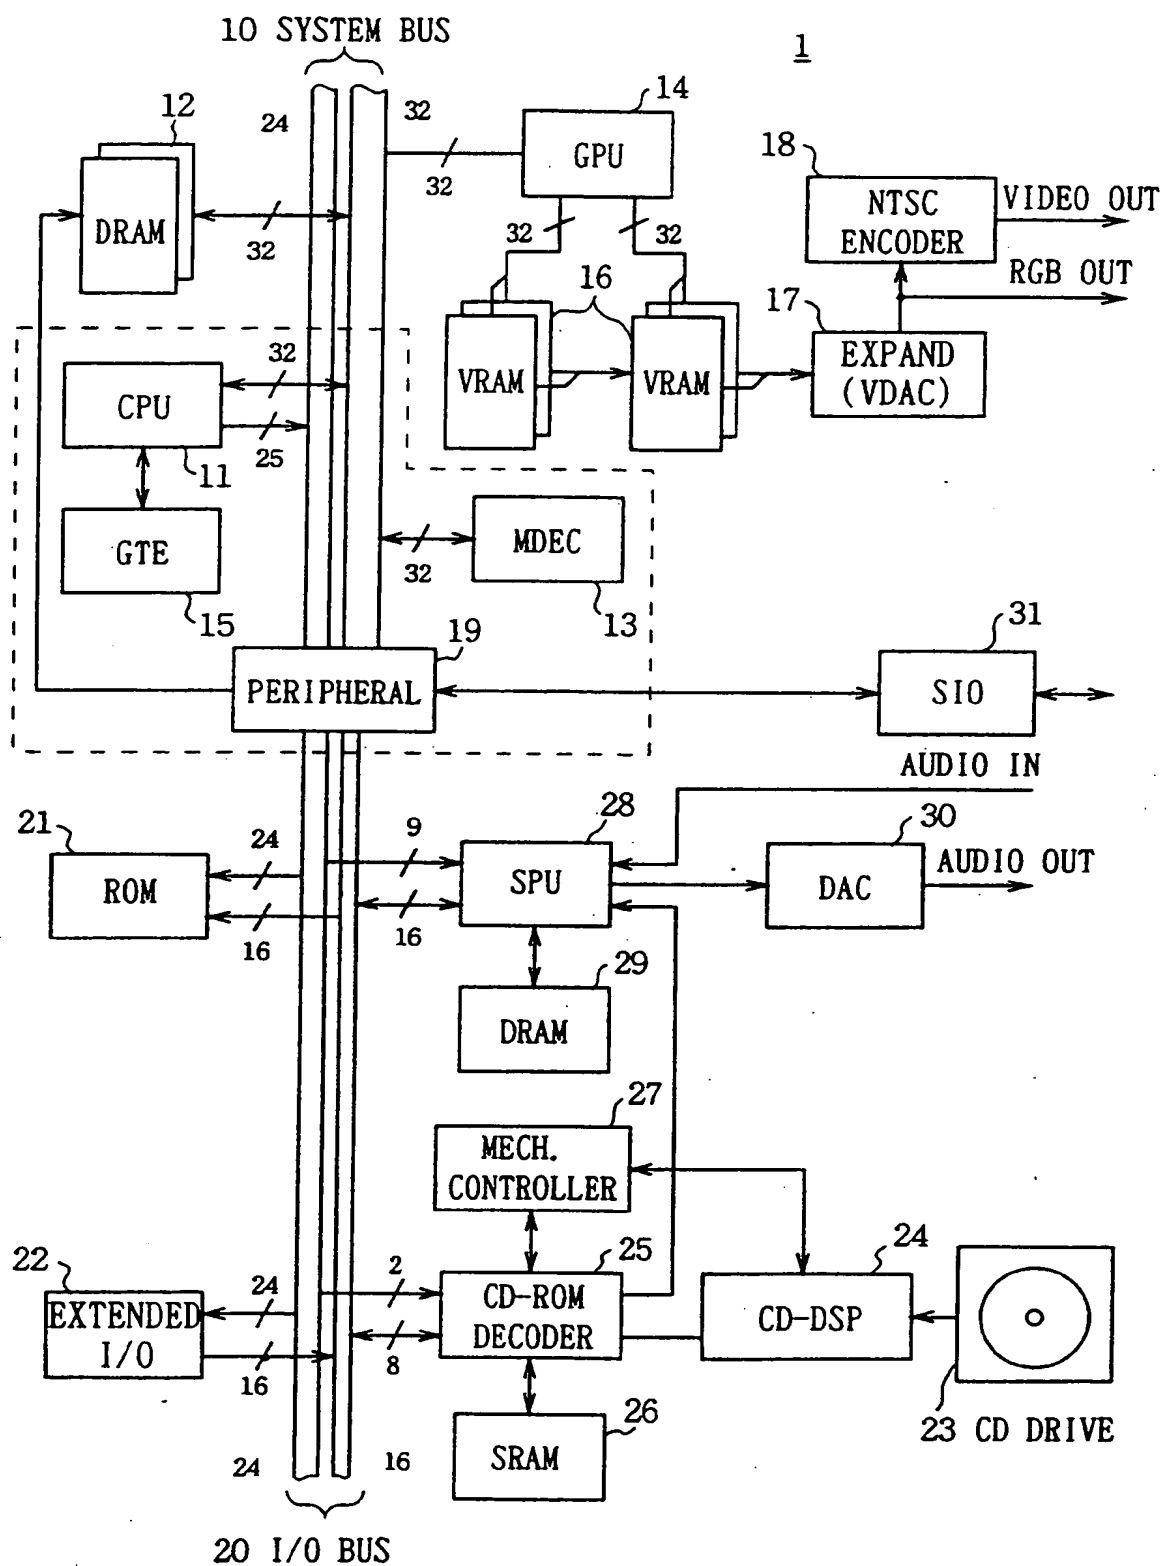 10 SYSTEM BUS
1
12
24
32
14
GPU
32
18
NTSC
ENCODER
VIDEO OUT
DRAM
32
32
32
RGB OUT
16
17
EXPAND
(VDAC)
VRAM
VRAM
32
CPU
25
11
GTE
15
MDEC
32
13
19
PERIPHERAL
31
SIO
AUDIO IN
21
24
ROM
16
9
28
SPU
16
30
DAC
AUDIO OUT
29
DRAM
27
MECH.
CONTROLLER
22
24
EXTENDED
I/O
16
2
25
CD-ROM
DECODER
8
24
CD-DSP
23 CD DRIVE
26
SRAM
24
16
20 I/O BUS